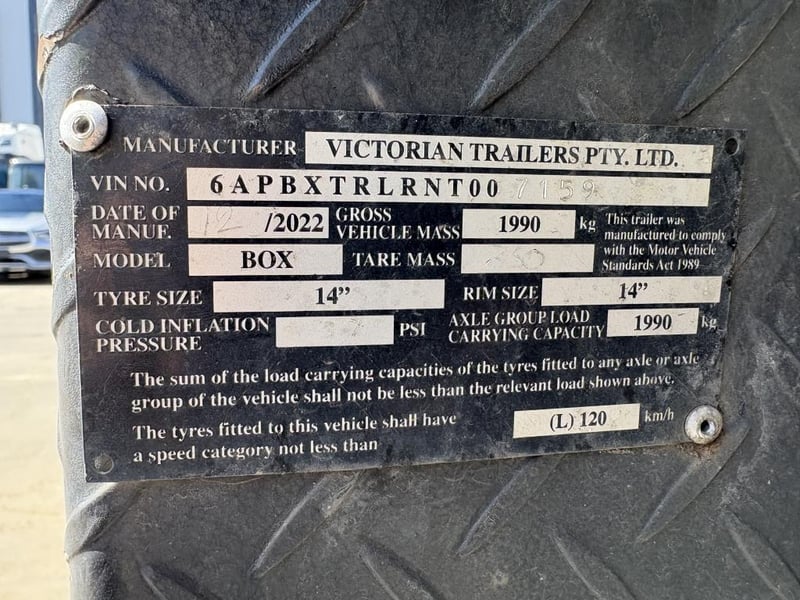 MANUFACTURER VICTORIAN TRAILERS PTY. LTD.
VIN NO. 6APBXTRLRNT007159
DATE OF MANUF. 12/2022 GROSS VEHICLE MASS 1990 kg
This trailer was
manufactured to comply
with the Motor Vehicle
Standards Act 1989.
MODEL BOX TARE MASS
TYRE SIZE 14” RIM SIZE 14”
COLD INFLATION PRESSURE PSI AXLE GROUP LOAD CARRYING CAPACITY 1990 kg
The sum of the load carrying capacities of the tyres fitted to any axle or axle
group of the vehicle shall not be less than the relevant load shown above.
The tyres fitted to this vehicle shall have
a speed category not less than (L) 120 km/h